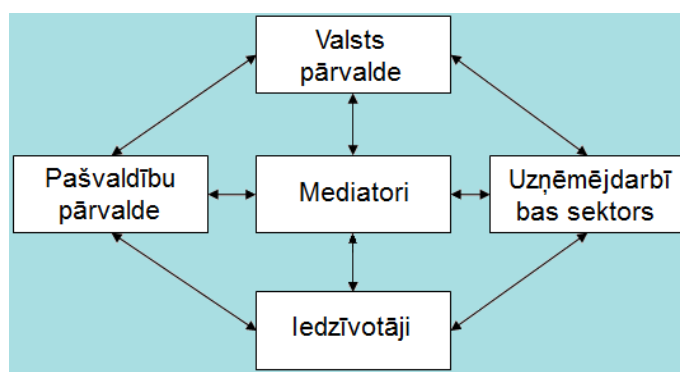 Valsts
pārvalde
Pašvaldību
pārvalde
Mediatori
Uzņēmējdarbī
bas sektors
Iedzīvotāji